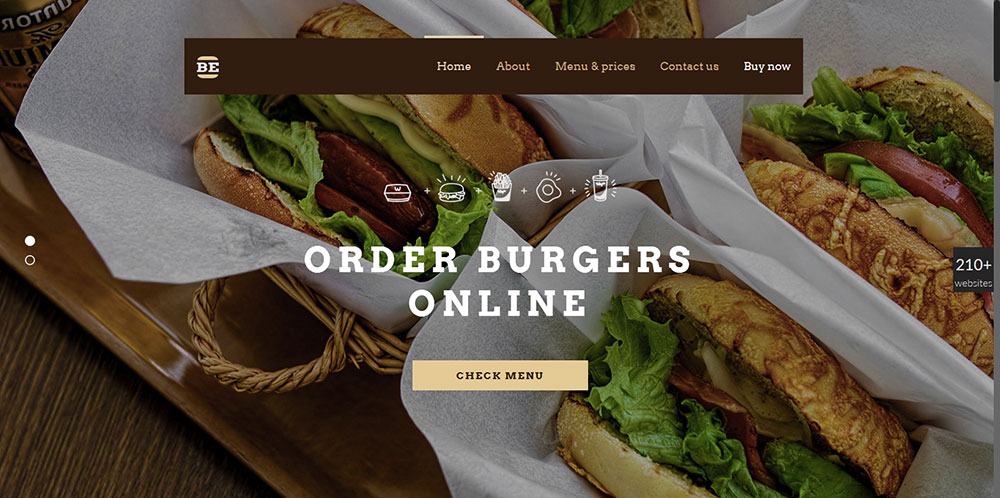 BE
Home
About
Menu & prices
Contact us
Buy now
ORDER BURGERS
ONLINE
CHECK MENU
210+
websites